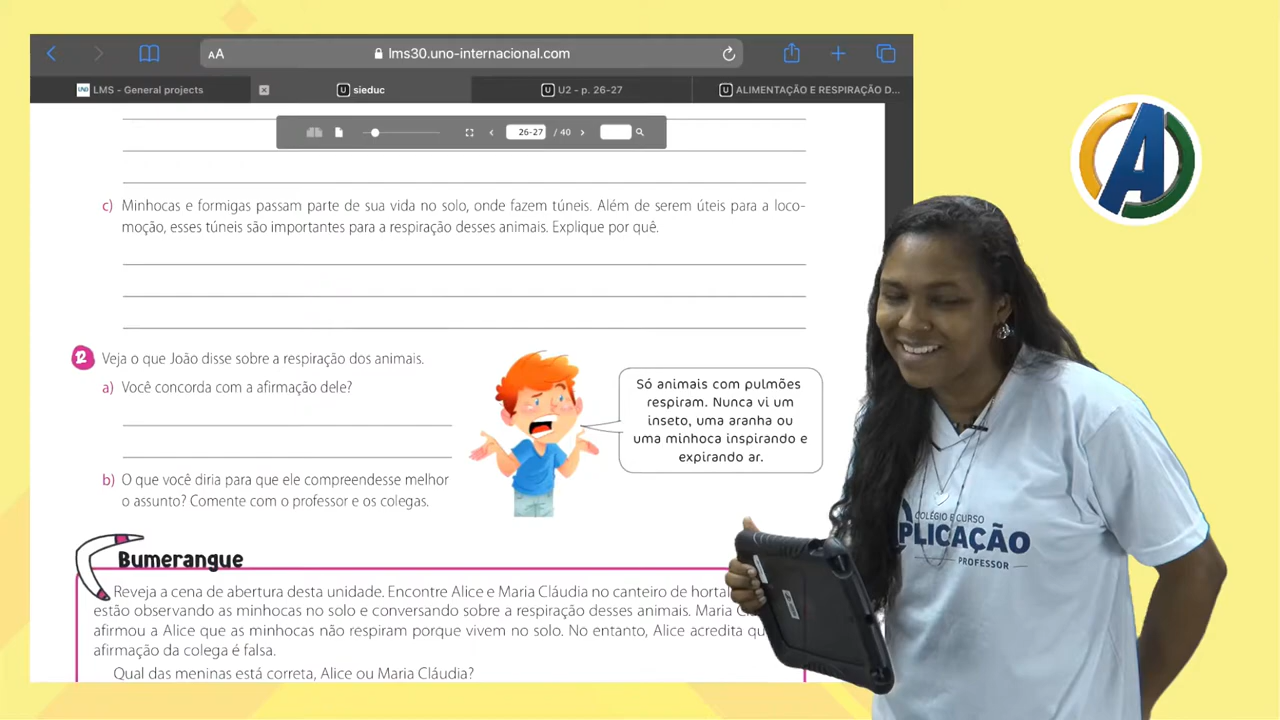 AA
lms30.uno-internacional.com
UNO LMS - General projects
U sieduc
U U2 - p. 26-27
U ALIMENTAÇÃO E RESPIRAÇÃO D...
26-27 / 40
c) Minhocas e formigas passam parte de sua vida no solo, onde fazem túneis. Além de serem úteis para a loco-
moção, esses túneis são importantes para a respiração desses animais. Explique por quê.
12 Veja o que João disse sobre a respiração dos animais.
a) Você concorda com a afirmação dele?
Só animais com pulmões
respiram. Nunca vi um
inseto, uma aranha ou
uma minhoca inspirando e
expirando ar.
b) O que você diria para que ele compreendesse melhor
o assunto? Comente com o professor e os colegas.
Bumerangue
Reveja a cena de abertura desta unidade. Encontre Alice e Maria Cláudia no canteiro de
estão observando as minhocas no solo e conversando sobre a respiração desses animais. Maria
afirmou a Alice que as minhocas não respiram porque vivem no solo. No entanto, Alice acredita
afirmação da colega é falsa.
Qual das meninas está correta, Alice ou Maria Cláudia?
A
COLÉGIO E CURSO
PLICAÇÃO
PROFESSOR